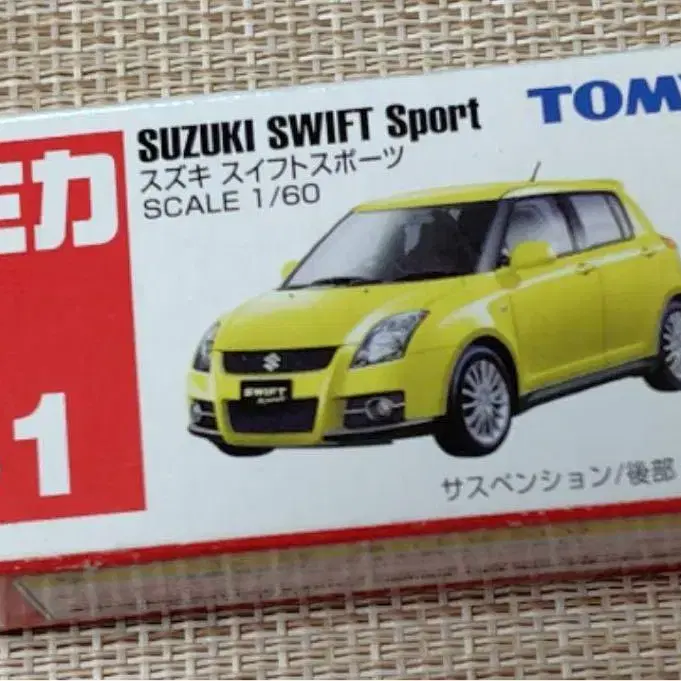 ミカ
1
SUZUKI SWIFT Sport
スズキ スイフトスポーツ
SCALE 1/60
TOMY
SWIFT
Sport
サスペンション/後部